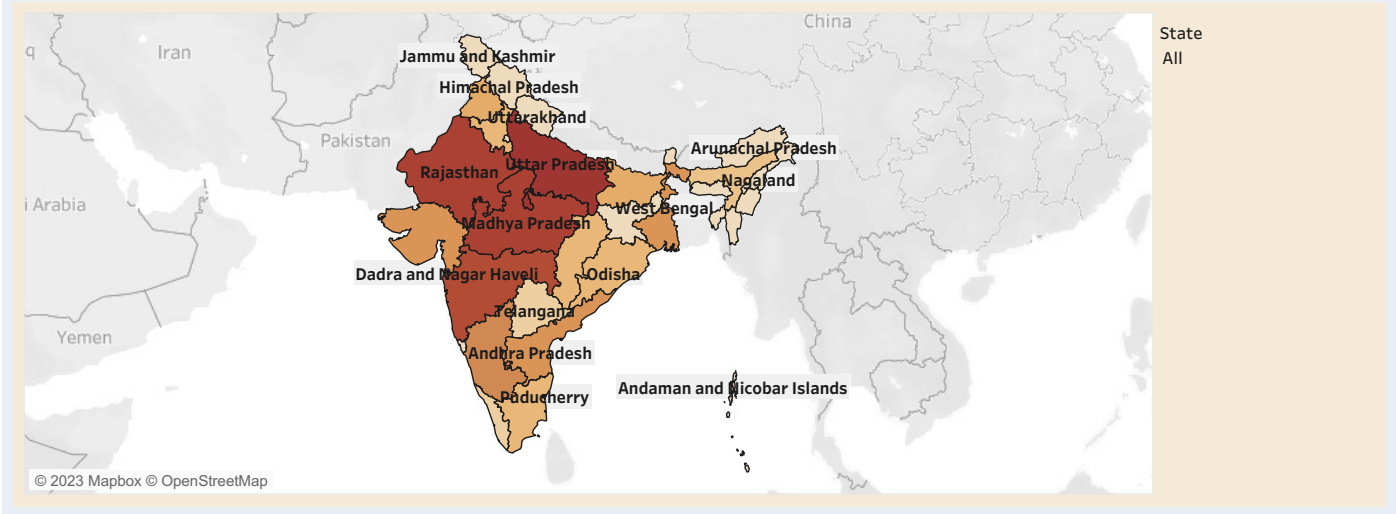 China
State
All
q
Iran
Jammu and Kashmir
Himachal Pradesh
Uttarakhand
Pakistan
Arunachal Pradesh
Uttar Pradesh
Rajasthan
Nagaland
i Arabia
West Bengal
Madhya Pradesh
Dadra and Nagar Haveli
Odisha
Telangana
Yemen
Andhra Pradesh
Andaman and Nicobar Islands
Puducherry
© 2023 Mapbox © OpenStreetMap